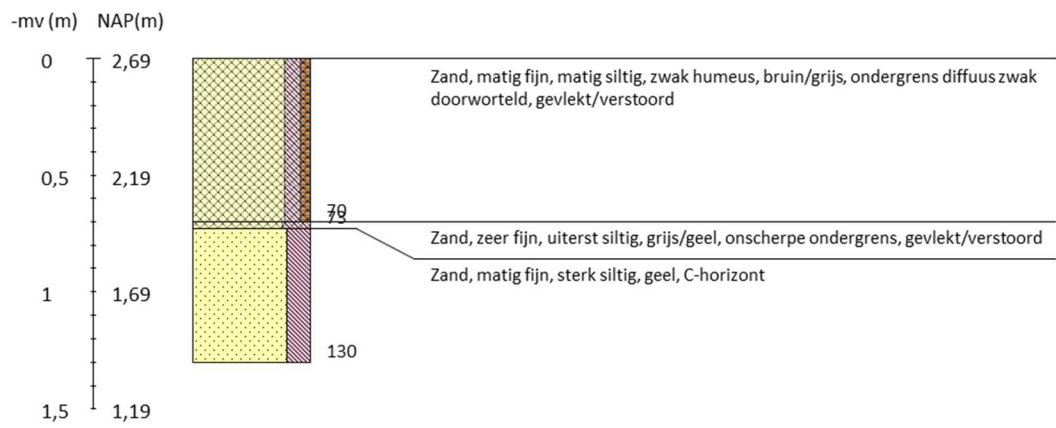 -mv (m) NAP(m)
0 2,69
Zand, matig fijn, matig siltig, zwak humeus, bruin/grijs, ondergrens diffuus zwak
doorworteld, gevlekt/verstoord
0,5 2,19
70
73
Zand, zeer fijn, uiterst siltig, grijs/geel, onscherpe ondergrens, gevlekt/verstoord
Zand, matig fijn, sterk siltig, geel, C-horizont
1 1,69
130
1,5 1,19